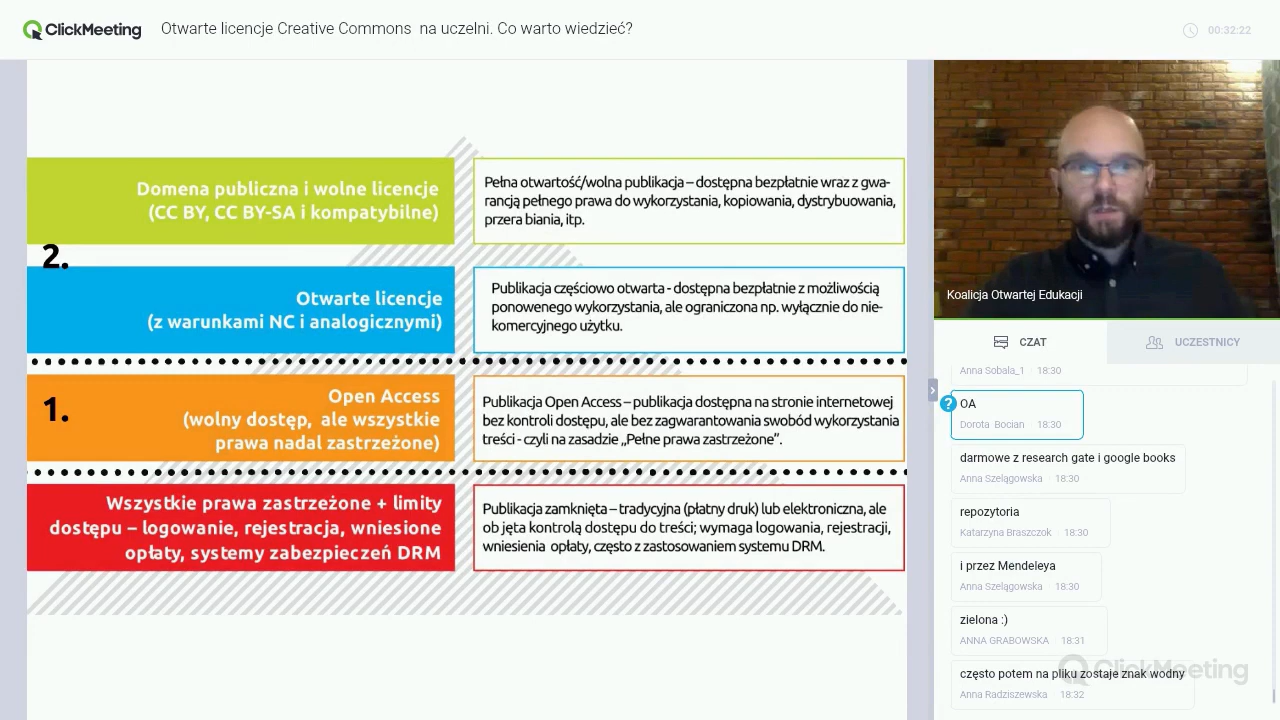 ClickMeeting
Otwarte licencje Creative Commons na uczelni. Co warto wiedzieć?
00:32:22
Domena publiczna i wolne licencje
(CC BY, CC BY-SA i kompatybilne)
Pełna otwartość/wolna publikacja – dostępna bezpłatnie wraz z gwa-
rancją pełnego prawa do wykorzystania, kopiowania, dystrybuowania,
przera biania, itp.
2.
Otwarte licencje
(z warunkami NC i analogicznymi)
Publikacja częściowo otwarta - dostępna bezpłatnie z możliwością
ponowenego wykorzystania, ale ograniczona np. wyłącznie do nie-
komercyjnego użytku.
1.
Open Access
(wolny dostęp, ale wszystkie
prawa nadal zastrzeżone)
Publikacja Open Access – publikacja dostępna na stronie internetowej
bez kontroli dostępu, ale bez zagwarantowania swobód wykorzystania
treści - czyli na zasadzie „Pełne prawa zastrzeżone”.
Wszystkie prawa zastrzeżone + limity
dostępu – logowanie, rejestracja, wniesione
opłaty, systemy zabezpieczeń DRM
Publikacja zamknięta – tradycyjna (płatny druk) lub elektroniczna, ale
ob jęta kontrolą dostępu do treści; wymaga logowania, rejestracji,
wniesienia opłaty, często z zastosowaniem systemu DRM.
Koalicja Otwartej Edukacji
CZAT
UCZESTNICY
Anna Sobala_1 18:30
?
OA
Dorota Bocian 18:30
darmowe z research gate i google books
Anna Szelągowska 18:30
repozytoria
Katarzyna Braszczok 18:30
i przez Mendeleya
Anna Szelągowska 18:30
zielona :)
ANNA GRABOWSKA 18:31
często potem na pliku zostaje znak wodny
Anna Radziszewska 18:32
ClickMeeting